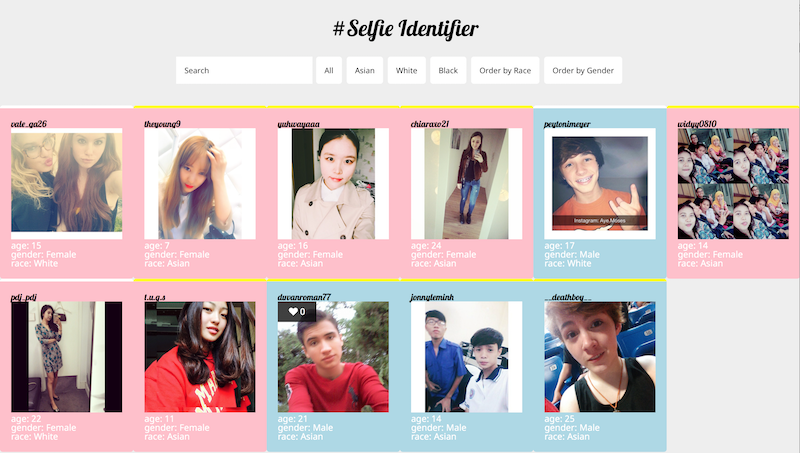 #Selfie Identifier
Search
All
Asian
White
Black
Order by Race
Order by Gender
vale_ga26
age: 15
gender: Female
race: White
theyoung9
age: 7
gender: Female
race: Asian
yuhwayaaa
age: 16
gender: Female
race: Asian
chiaraxo21
age: 24
gender: Female
race: Asian
peytonimeyer
Instagram: Aye.Moses
age: 17
gender: Male
race: White
widyy0810
age: 14
gender: Female
race: Asian
pdj_pdj
age: 22
gender: Female
race: White
t.u.g.s
age: 11
gender: Female
race: Asian
duvanroman77
0
age: 21
gender: Male
race: Asian
jonnyleminh
age: 14
gender: Male
race: Asian
__deathboy__
age: 25
gender: Male
race: Asian